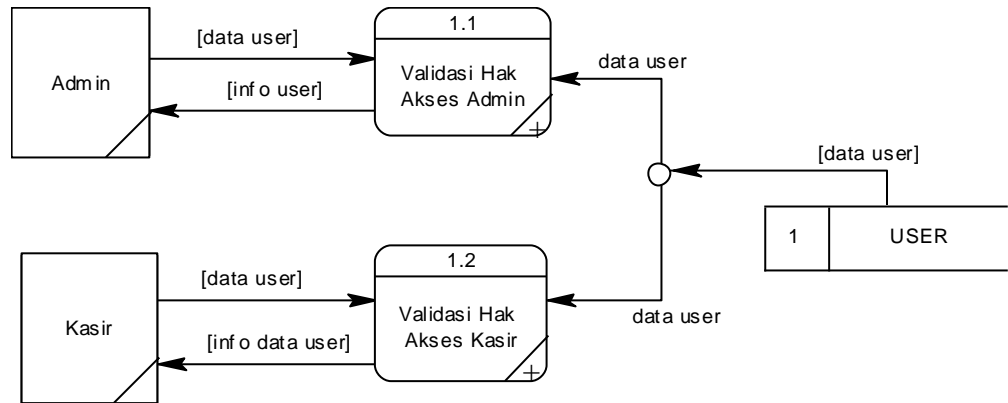 [data user]
1.1
Admin
Validasi Hak
Akses Admin
[info user]
data user
[data user]
1
USER
1.2
[data user]
Kasir
Validasi Hak
Akses Kasir
[info data user]
data user